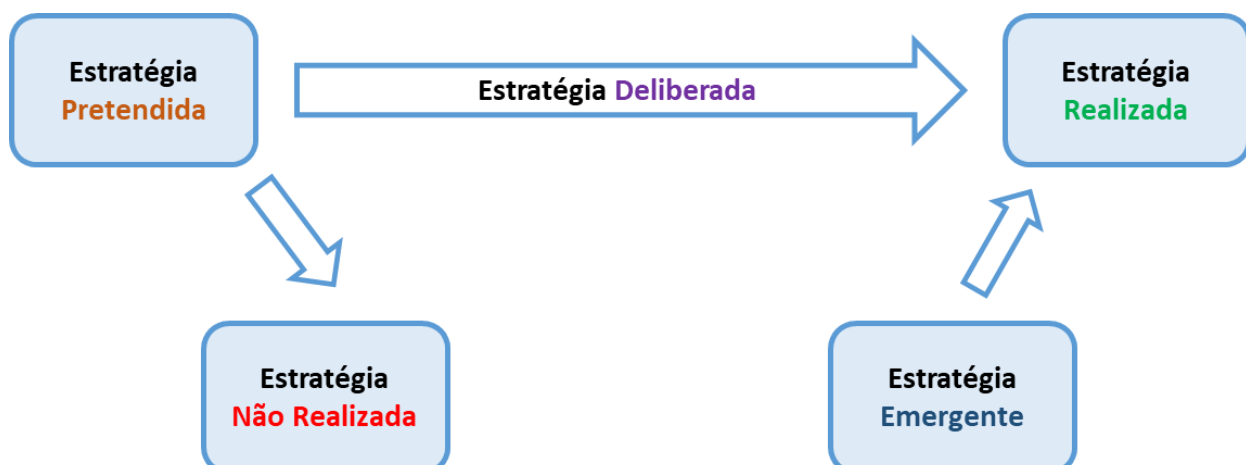 Estratégia
Pretendida
Estratégia Deliberada
Estratégia
Realizada
Estratégia
Não Realizada
Estratégia
Emergente